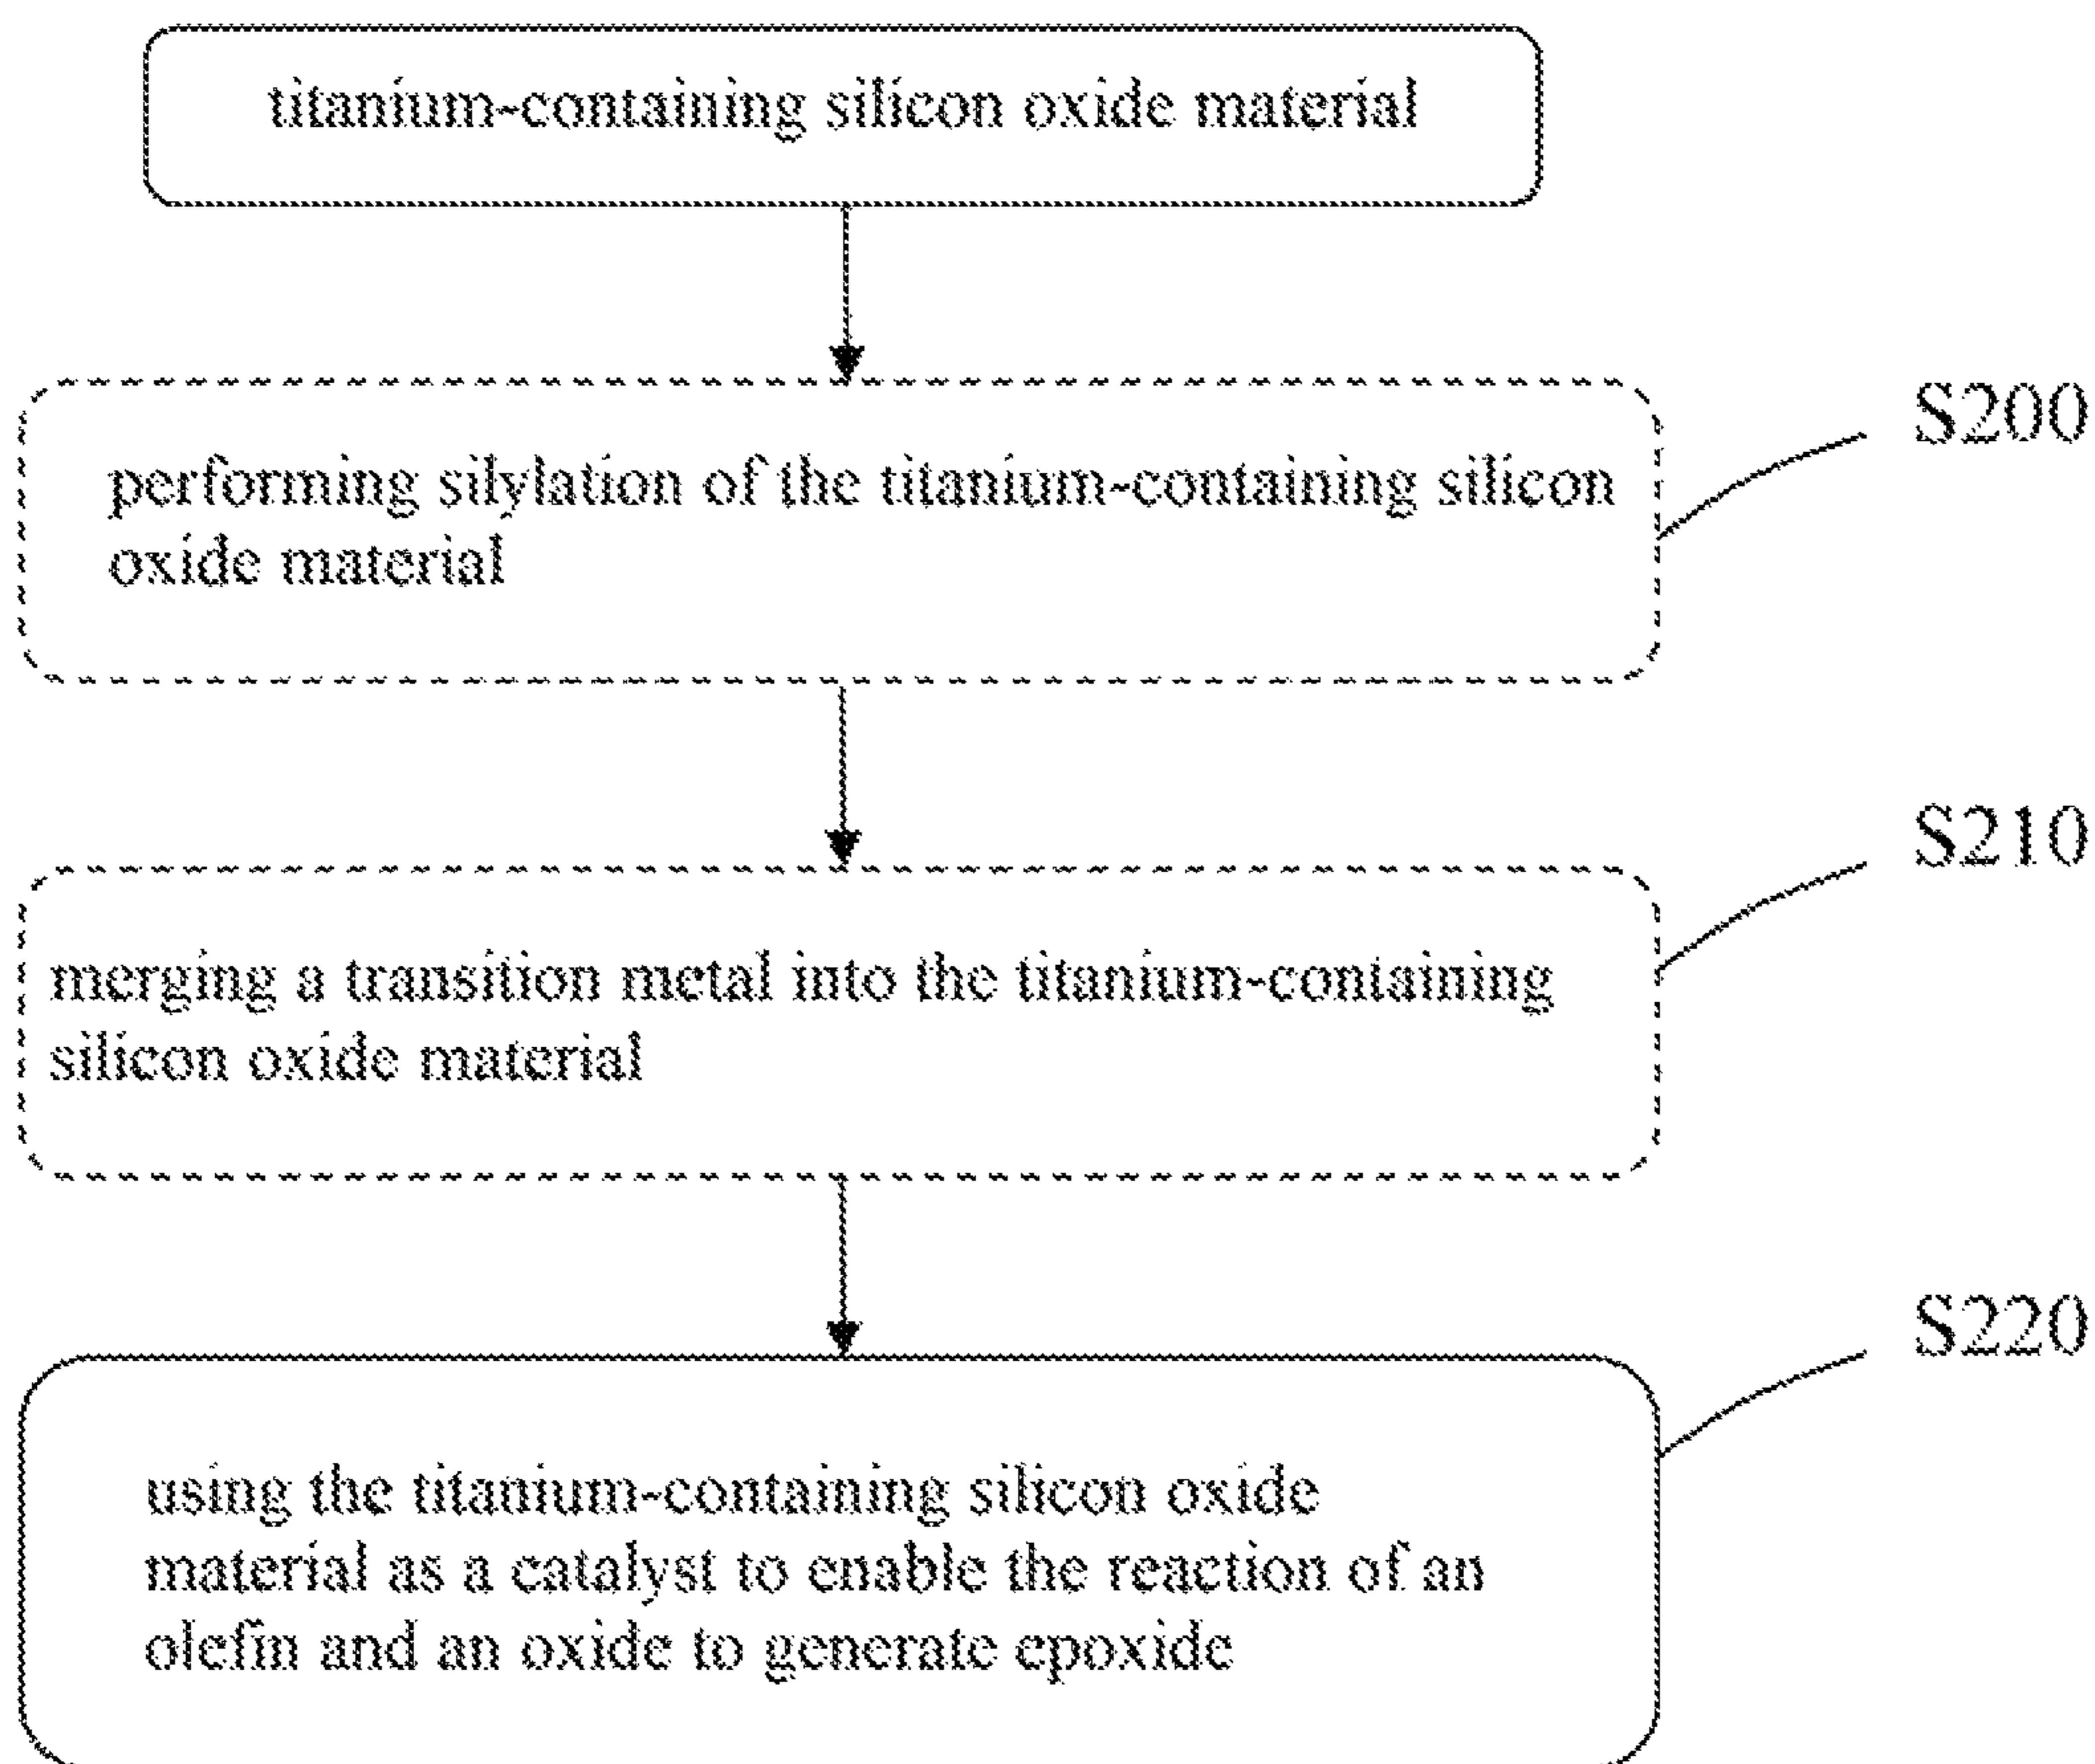 titanium-containing silicon oxide material
S200
performing silylation of the titanium-containing silicon
oxide material
S210
merging a transition metal into the titanium-containing
silicon oxide material
S220
using the titanium-containing silicon oxide
material as a catalyst to enable the reaction of an
olefin and an oxide to generate epoxide